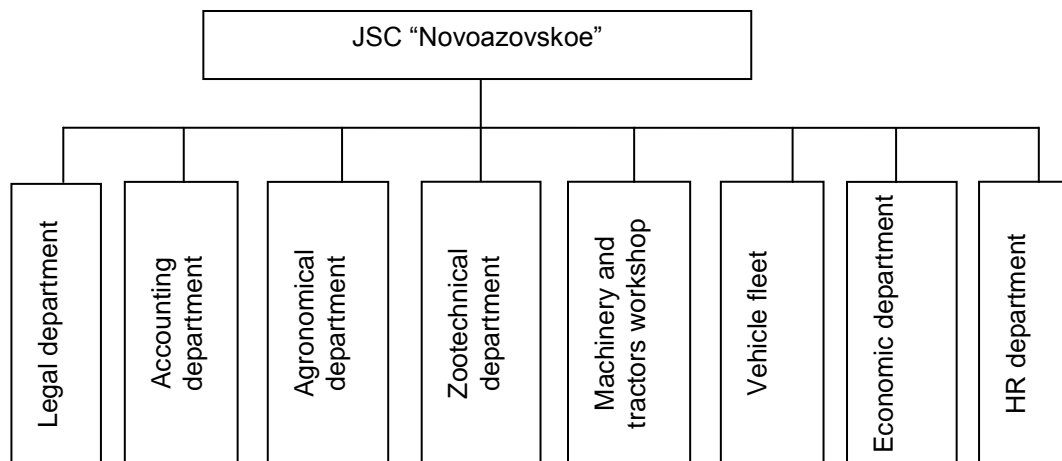 JSC “Novoazovskoe”
Legal department
Accounting
department
Agronomical
department
Zootechnical
department
Machinery and
tractors workshop
Vehicle fleet
Economic department
HR department